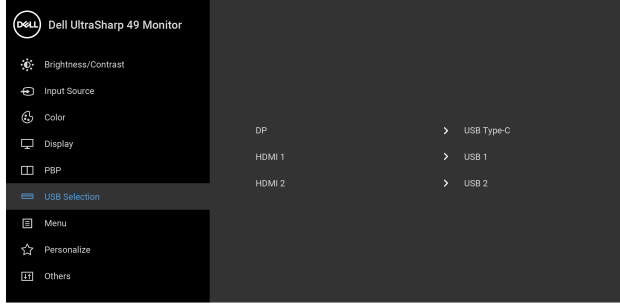 DELL Dell UltraSharp 49 Monitor
Brightness/Contrast
Input Source
Color
Display
PBP
USB Selection
Menu
Personalize
Others
DP > USB Type-C
HDMI 1 > USB 1
HDMI 2 > USB 2